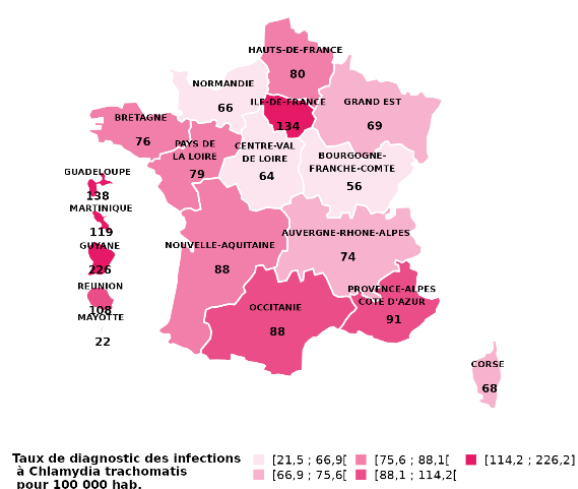 HAUTS-DE-FRANCE
80
NORMANDIE
66
ILE-DE-FRANCE
134
GRAND EST
69
BRETAGNE
76
PAYS DE
LA LOIRE
79
CENTRE-VAL
DE LOIRE
64
BOURGOGNE-
FRANCHE-COMTE
56
GUADELOUPE
138
MARTINIQUE
119
GUYANE
226
REUNION
108
MAYOTTE
22
NOUVELLE-AQUITAINE
88
AUVERGNE-RHONE-ALPES
74
OCCITANIE
88
PROVENCE-ALPES
COTE D'AZUR
91
CORSE
68
Taux de diagnostic des infections
à Chlamydia trachomatis
pour 100 000 hab.
[21,5 ; 66,9[
[75,6 ; 88,1[
[114,2 ; 226,2]
[66,9 ; 75,6[
[88,1 ; 114,2[